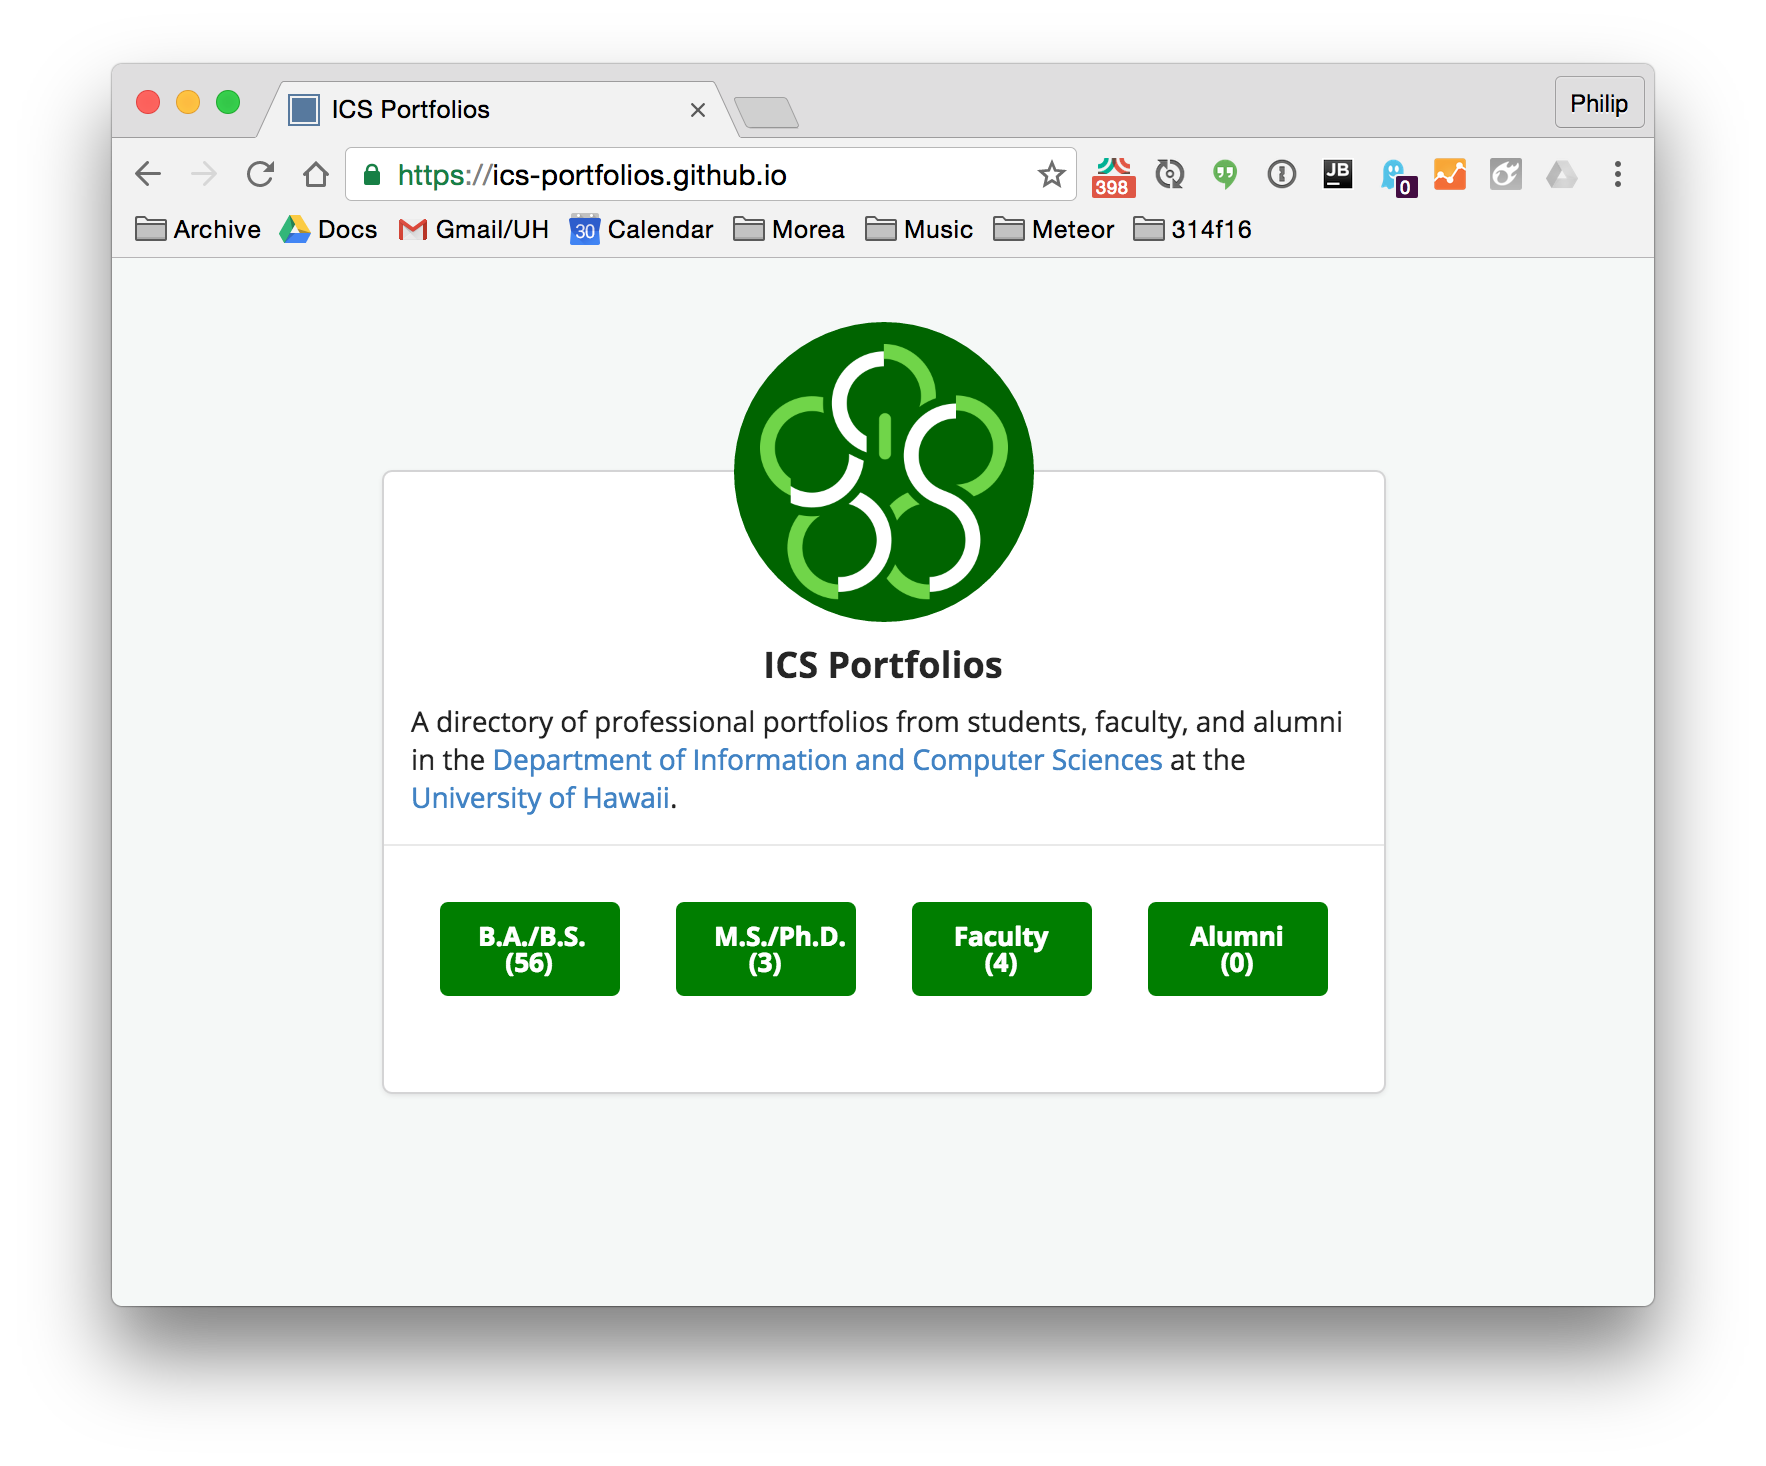 ICS Portfolios
Philip
https://ics-portfolios.github.io
398
JB
0
Archive
Docs
Gmail/UH
30
Calendar
Morea
Music
Meteor
314f16
ICS Portfolios
A directory of professional portfolios from students, faculty, and alumni
in the Department of Information and Computer Sciences at the
University of Hawaii.
B.A./B.S.
(56)
M.S./Ph.D.
(3)
Faculty
(4)
Alumni
(0)